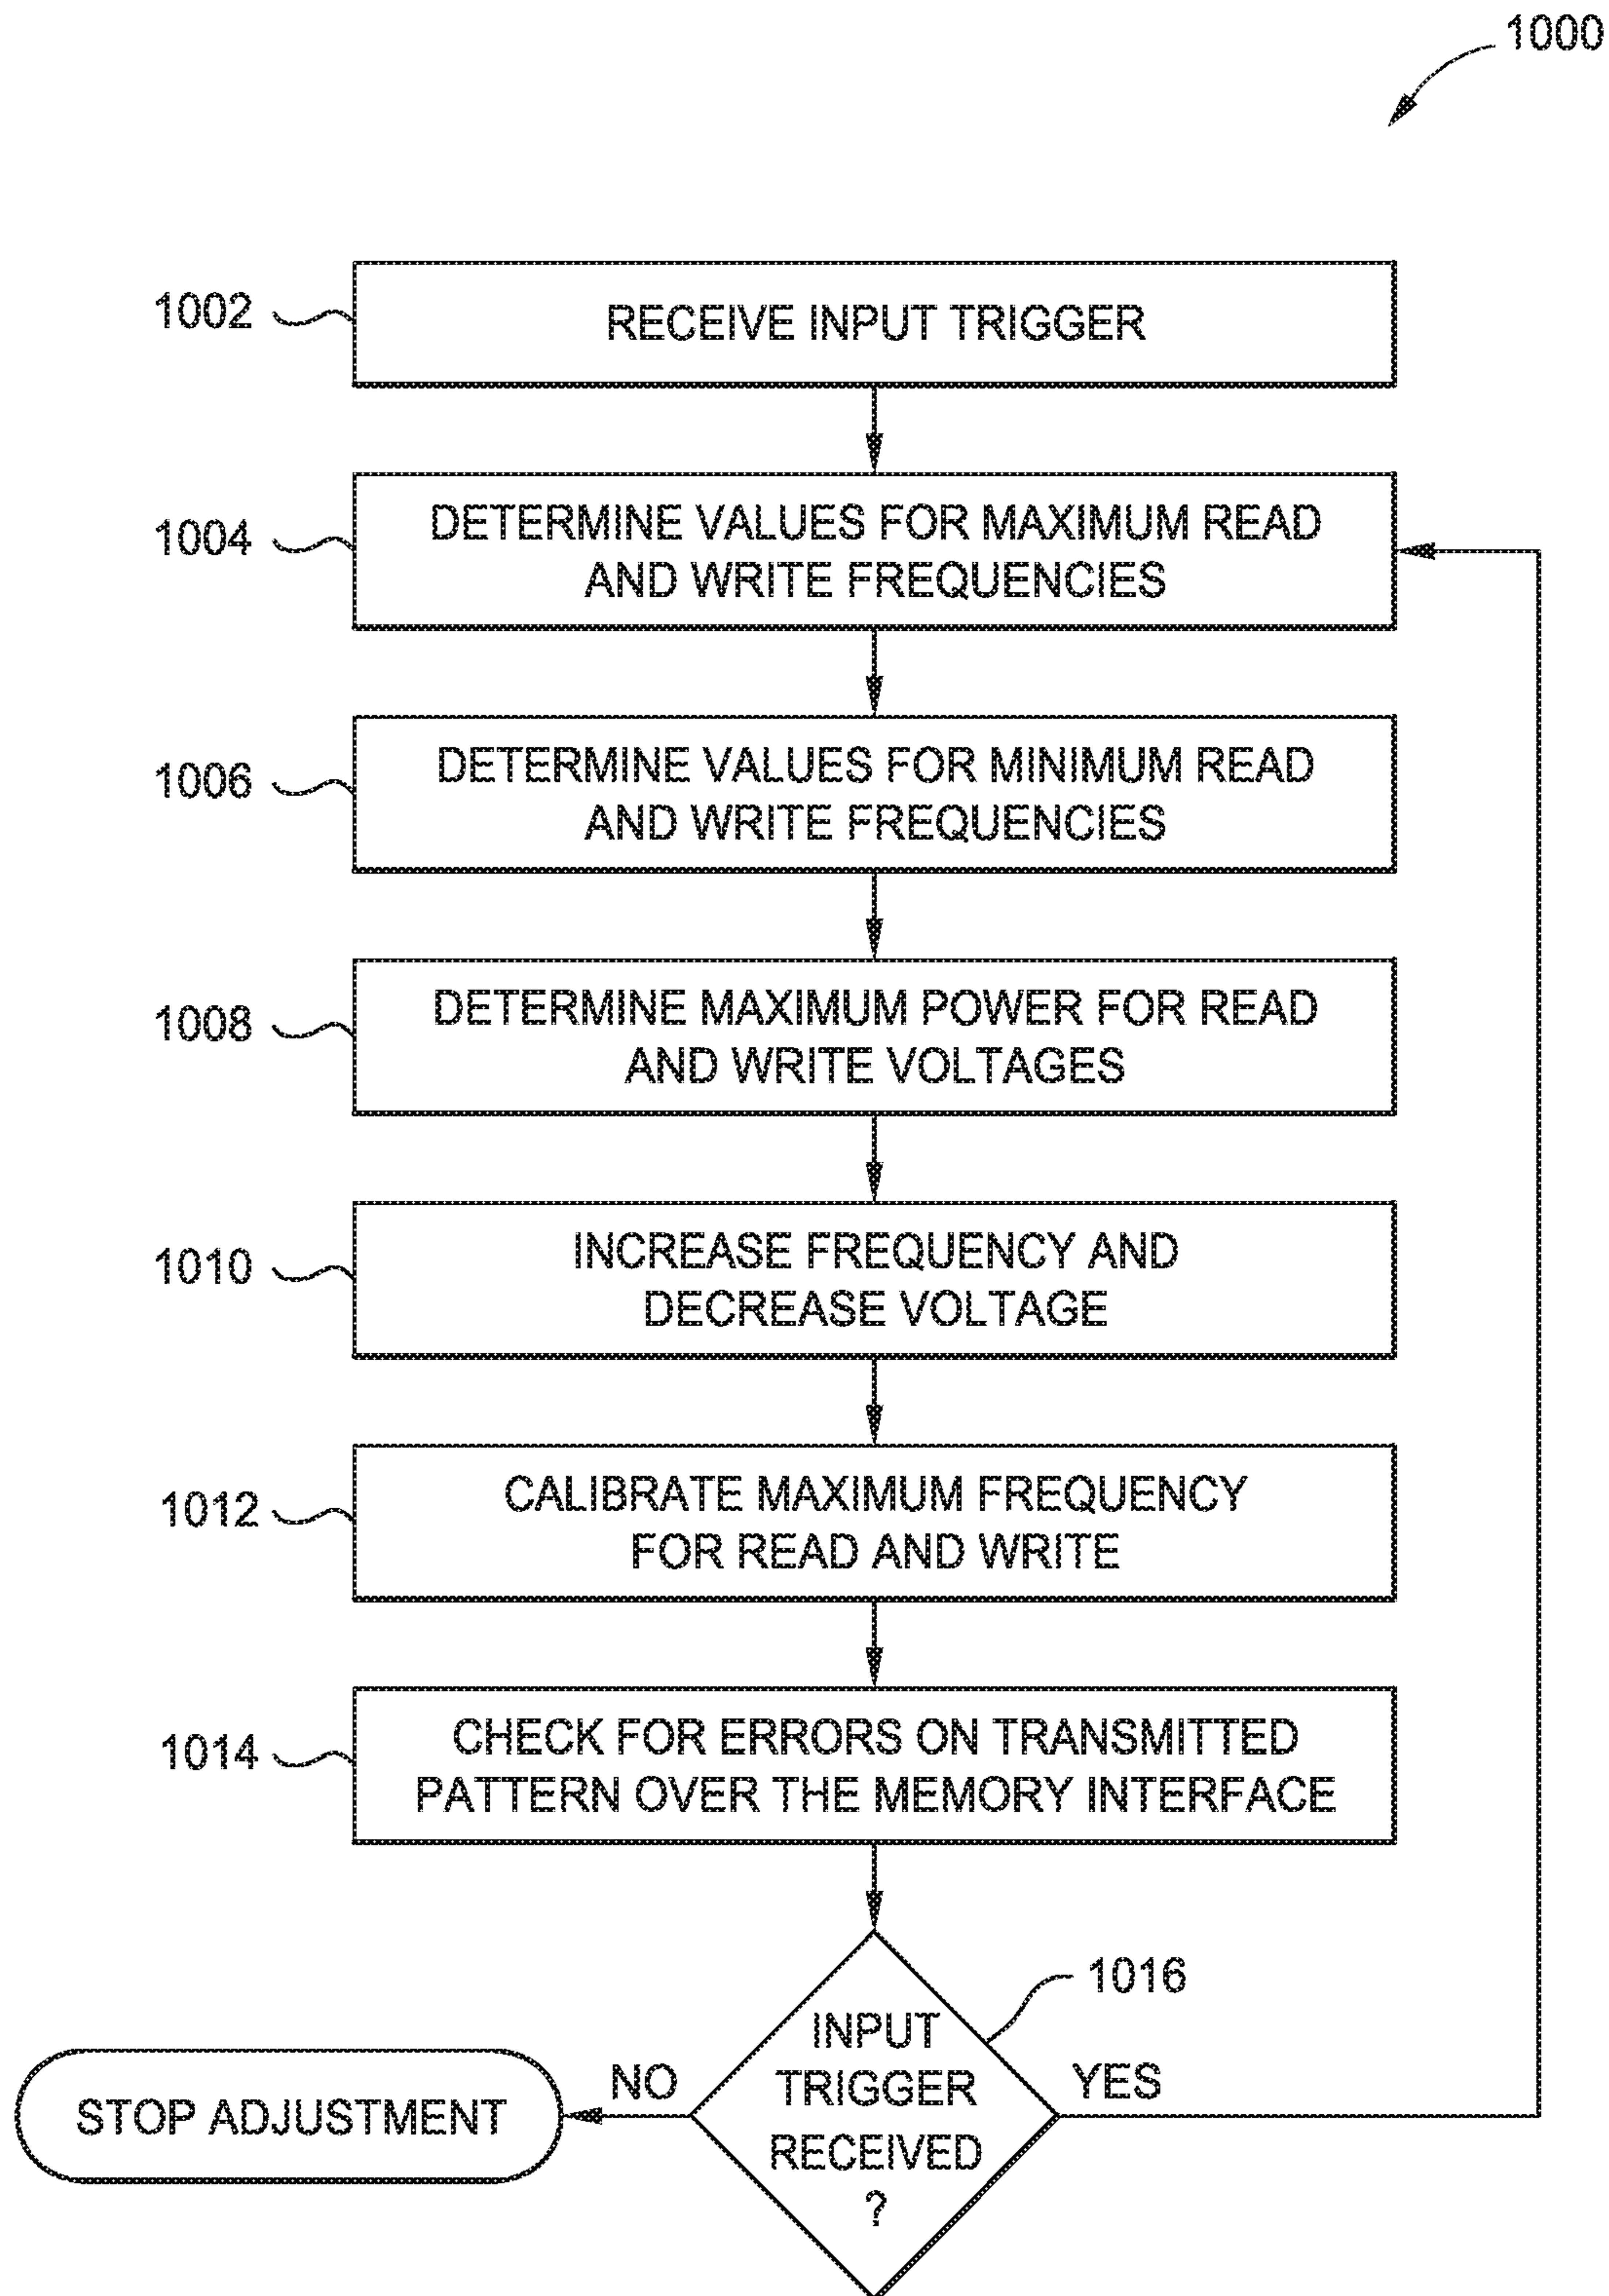 1000
1002
RECEIVE INPUT TRIGGER
1004
DETERMINE VALUES FOR MAXIMUM READ
AND WRITE FREQUENCIES
1006
DETERMINE VALUES FOR MINIMUM READ
AND WRITE FREQUENCIES
1008
DETERMINE MAXIMUM POWER FOR READ
AND WRITE VOLTAGES
1010
INCREASE FREQUENCY AND
DECREASE VOLTAGE
1012
CALIBRATE MAXIMUM FREQUENCY
FOR READ AND WRITE
1014
CHECK FOR ERRORS ON TRANSMITTED
PATTERN OVER THE MEMORY INTERFACE
1016
INPUT
TRIGGER
RECEIVED
?
YES
NO
STOP ADJUSTMENT